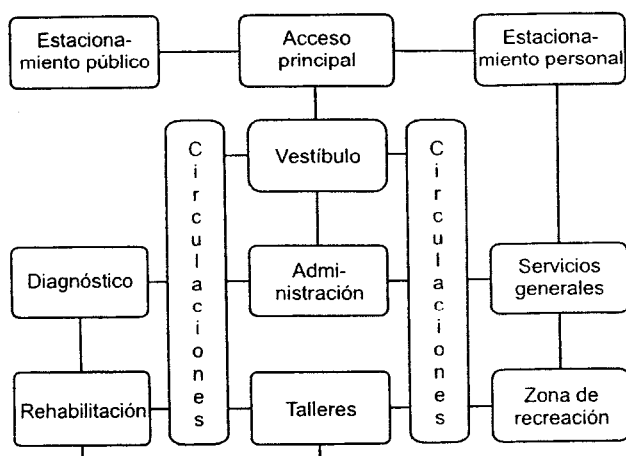 Estaciona-
miento público
Acceso
principal
Estaciona-
miento personal
Circulaciones
Vestíbulo
Circulaciones
Diagnóstico
Admi-
nistración
Servicios
generales
Rehabilitación
Talleres
Zona de
recreación